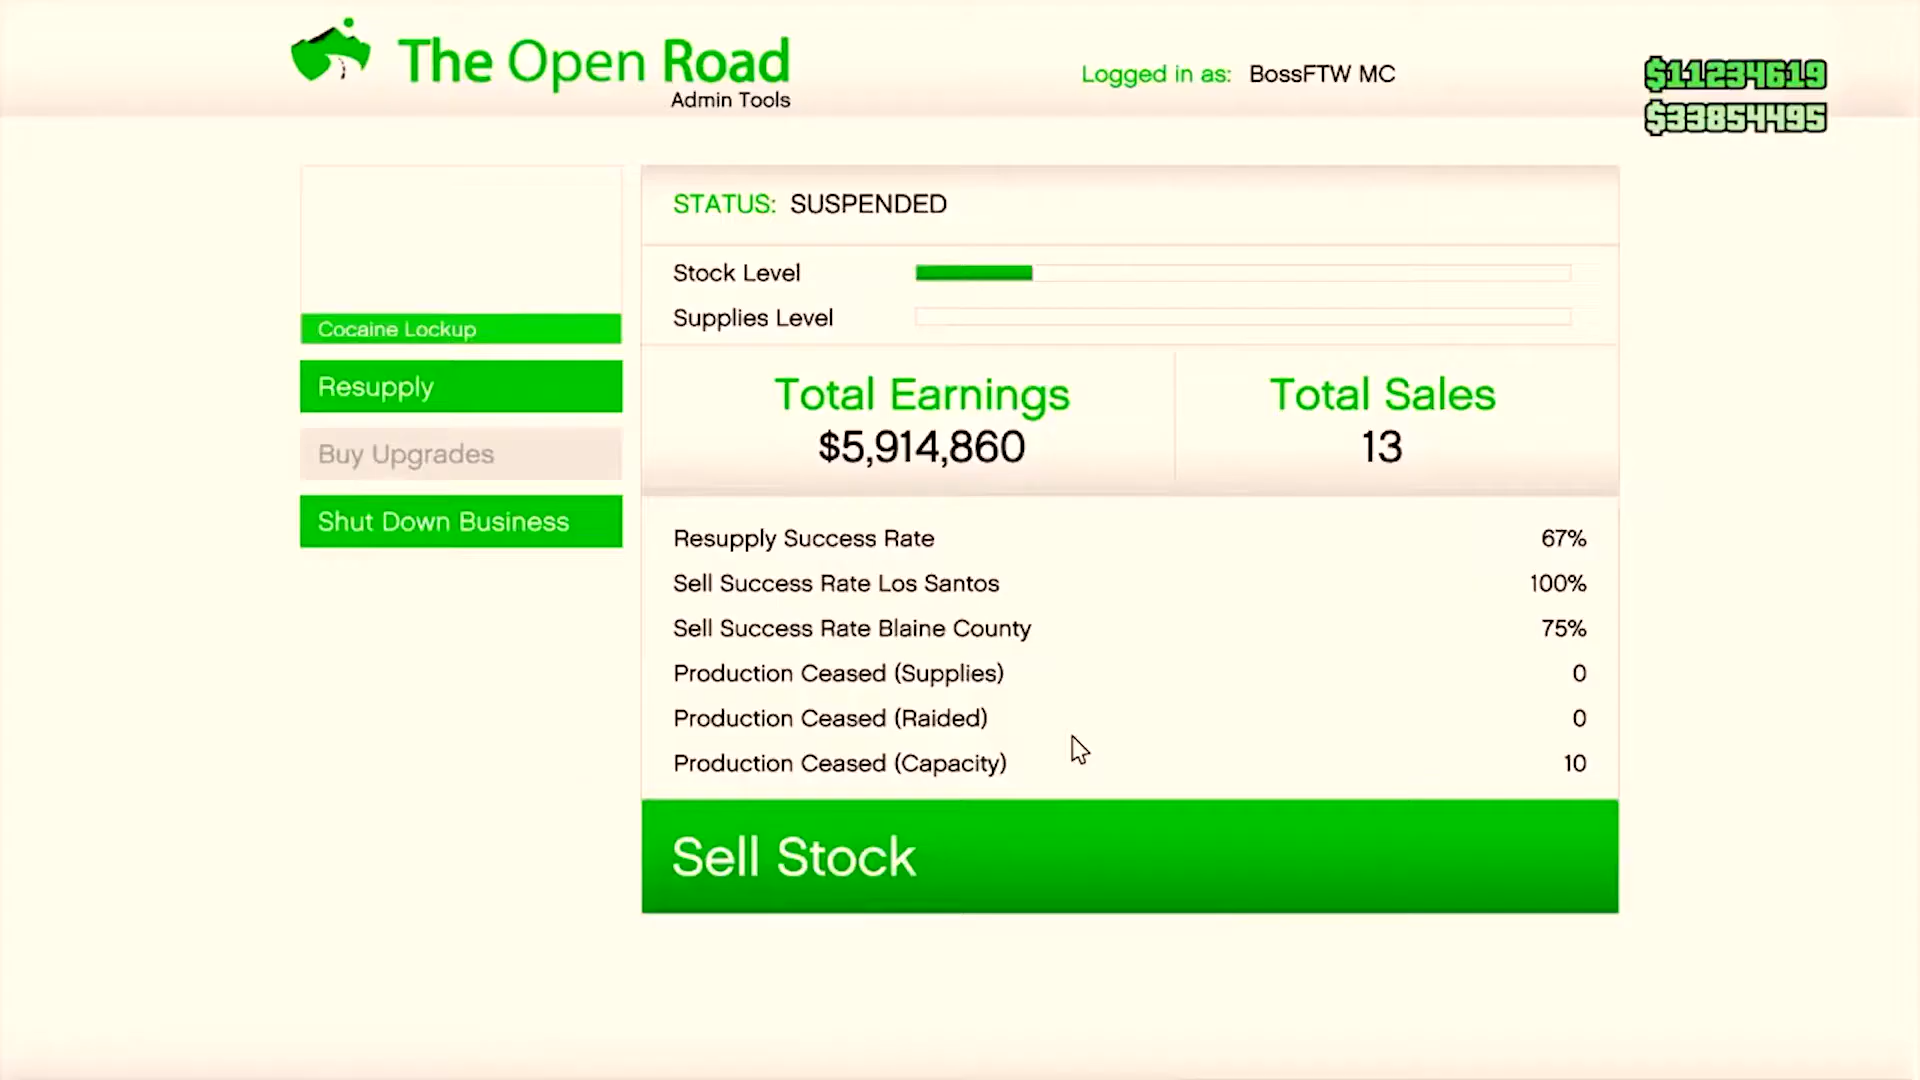 The Open Road
Admin Tools
Logged in as: BossFTW MC
$11234619
$33854495
Cocaine Lockup
Resupply
Buy Upgrades
Shut Down Business
STATUS: SUSPENDED
Stock Level
Supplies Level
Total Earnings
$5,914,860
Total Sales
13
Resupply Success Rate 67%
Sell Success Rate Los Santos 100%
Sell Success Rate Blaine County 75%
Production Ceased (Supplies) 0
Production Ceased (Raided) 0
Production Ceased (Capacity) 10
Sell Stock